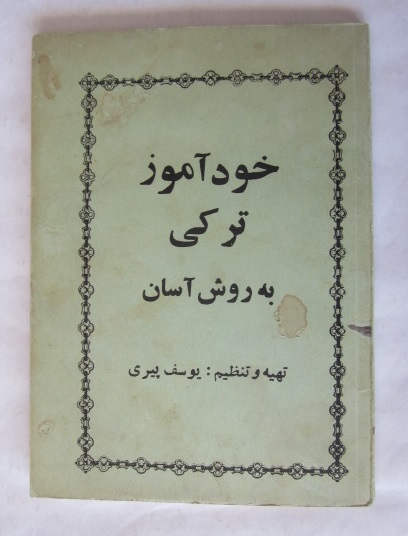 خودآموز
ترکی
به روش آسان
تهیه و تنظیم : یوسف پیری